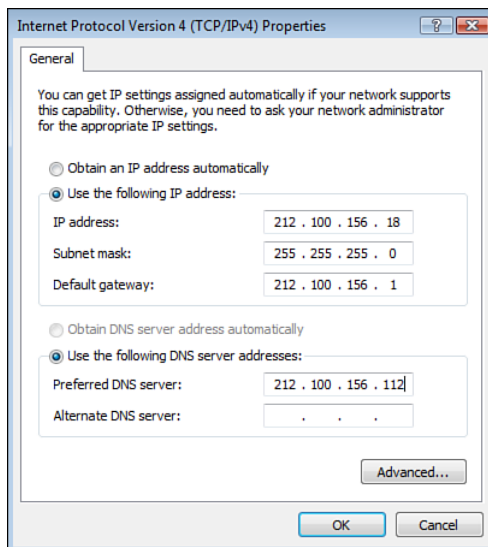 Internet Protocol Version 4 (TCP/IPv4) Properties
?
General
You can get IP settings assigned automatically if your network supports
this capability. Otherwise, you need to ask your network administrator
for the appropriate IP settings.
Obtain an IP address automatically
Use the following IP address:
IP address: 212 . 100 . 156 . 18
Subnet mask: 255 . 255 . 255 . 0
Default gateway: 212 . 100 . 156 . 1
Obtain DNS server address automatically
Use the following DNS server addresses:
Preferred DNS server: 212 . 100 . 156 . 112
Alternate DNS server: . . .
Advanced...
OK Cancel